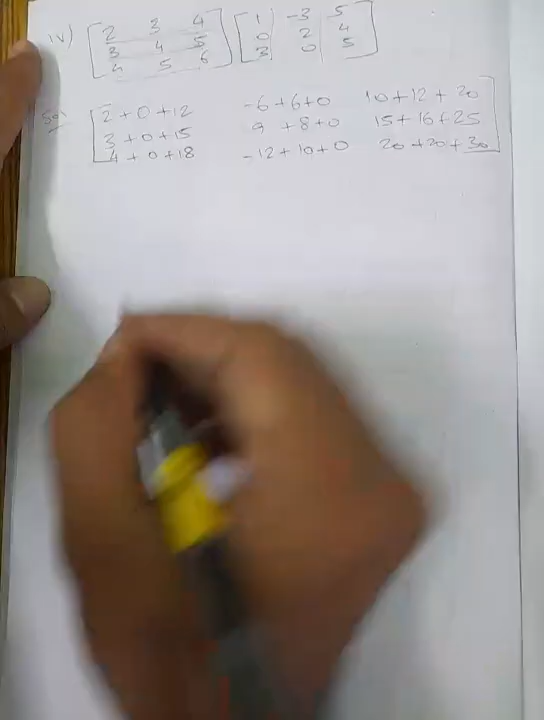 iv) [2 3 4 [1 -3 5
3 4 5 0 2 4
4 5 6] 3 0 5]
Sol [2+0+12 -6+6+0 10+12+20
3+0+15 9+8+0 15+16+25
4+0+18 -12+10+0 20+20+30]